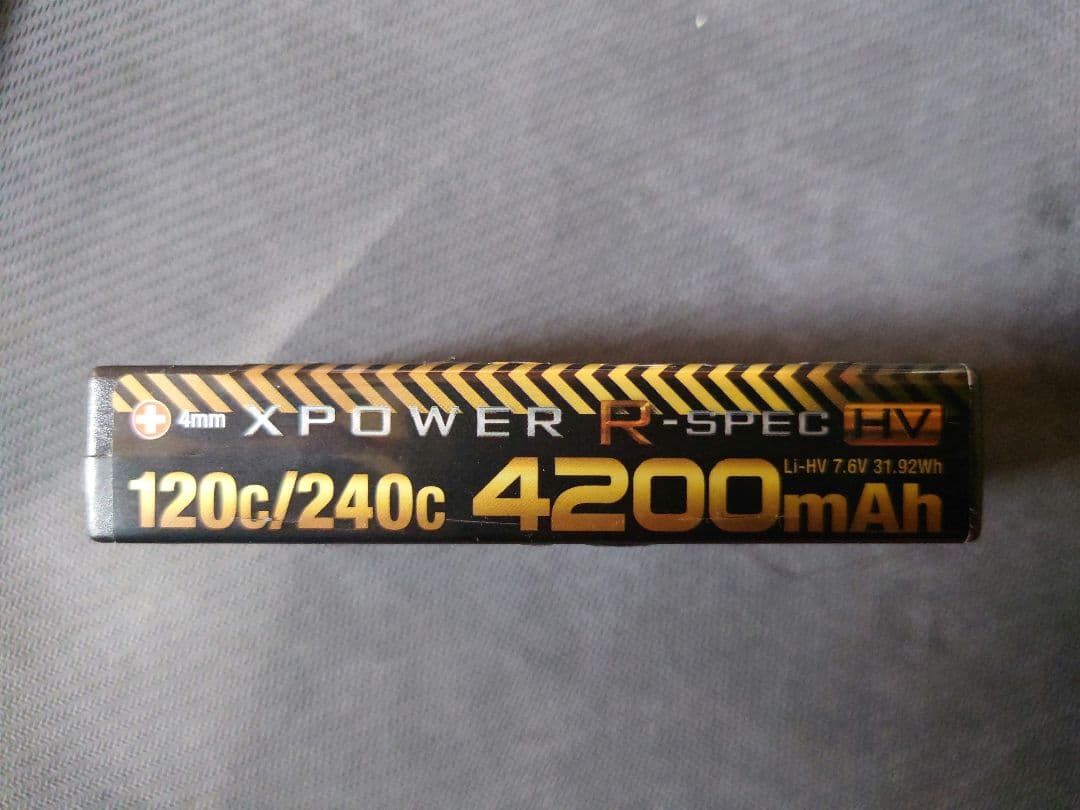 4mm XPOWER R-SPEC HV
Li-HV 7.6V 31.92Wh
120C/240C 4200mAh